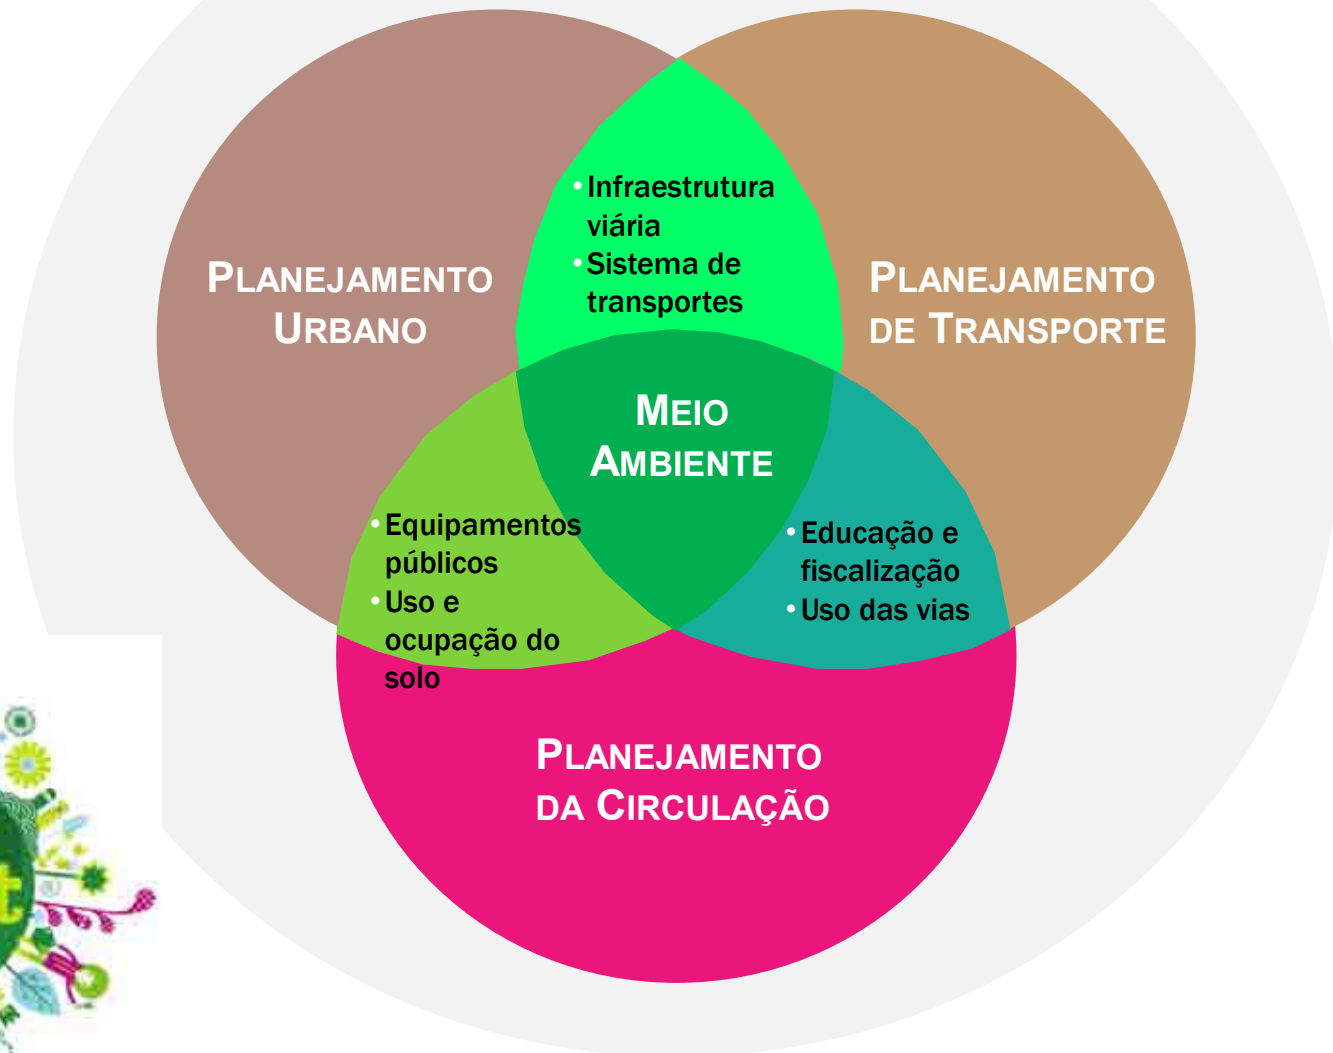 • Infraestrutura
viária
• Sistema de
transportes
PLANEJAMENTO
URBANO
PLANEJAMENTO
DE TRANSPORTE
MEIO
AMBIENTE
• Equipamentos
públicos
• Uso e
ocupação do
solo
• Educação e
fiscalização
• Uso das vias
PLANEJAMENTO
DA CIRCULAÇÃO
t